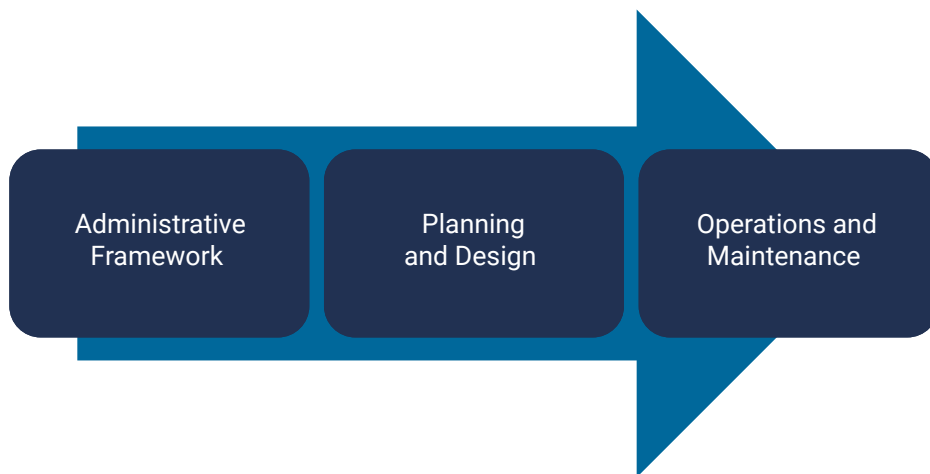 Administrative
Framework
Planning
and Design
Operations and
Maintenance